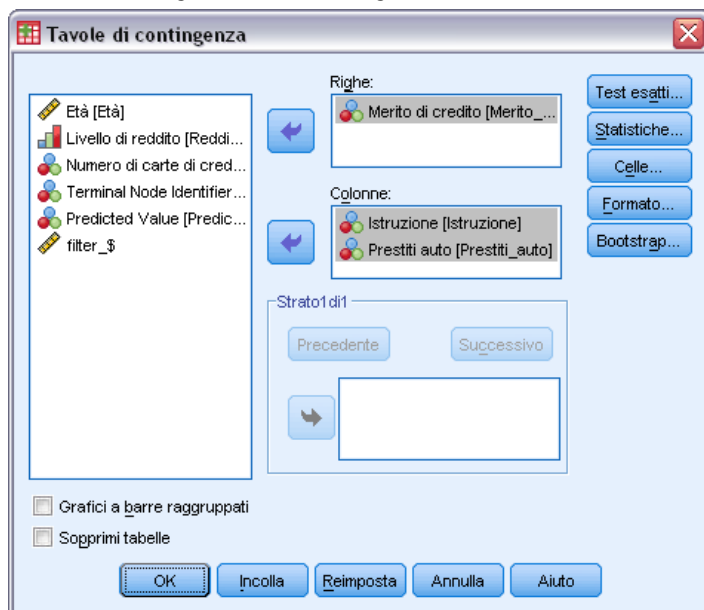 Tavole di contingenza
Età [Età]
Livello di reddito [Reddi...
Numero di carte di cred...
Terminal Node Identifier...
Predicted Value [Predic...
filter_$
Righe:
Merito di credito [Merito_...
Colonne:
Istruzione [Istruzione]
Prestiti auto [Prestiti_auto]
Strato1di1
Precedente
Successivo
Test esatti...
Statistiche...
Celle...
Formato...
Bootstrap...
Grafici a barre raggruppati
Sopprimi tabelle
OK
Incolla
Reimposta
Annulla
Aiuto